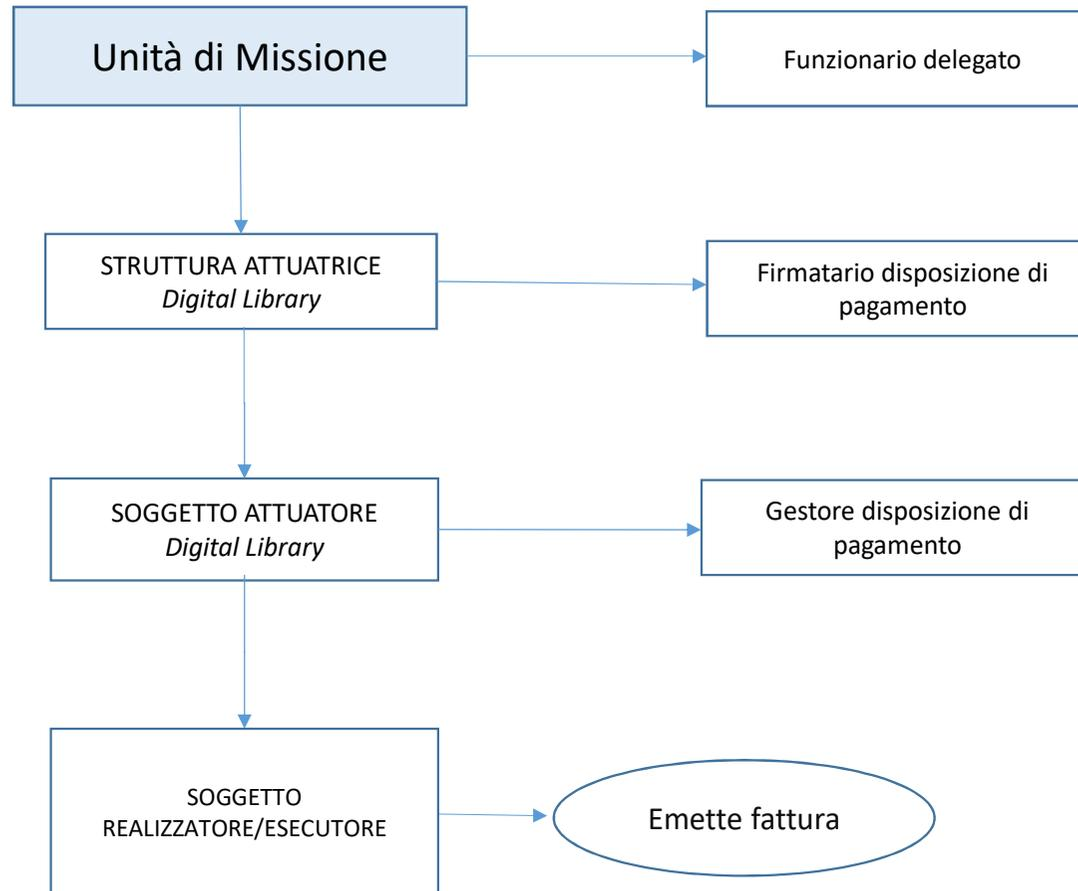 Unità di Missione
Funzionario delegato
STRUTTURA ATTUATRICE
Digital Library
Firmatario disposizione di
pagamento
SOGGETTO ATTUATORE
Digital Library
Gestore disposizione di
pagamento
SOGGETTO
REALIZZATORE/ESECUTORE
Emette fattura